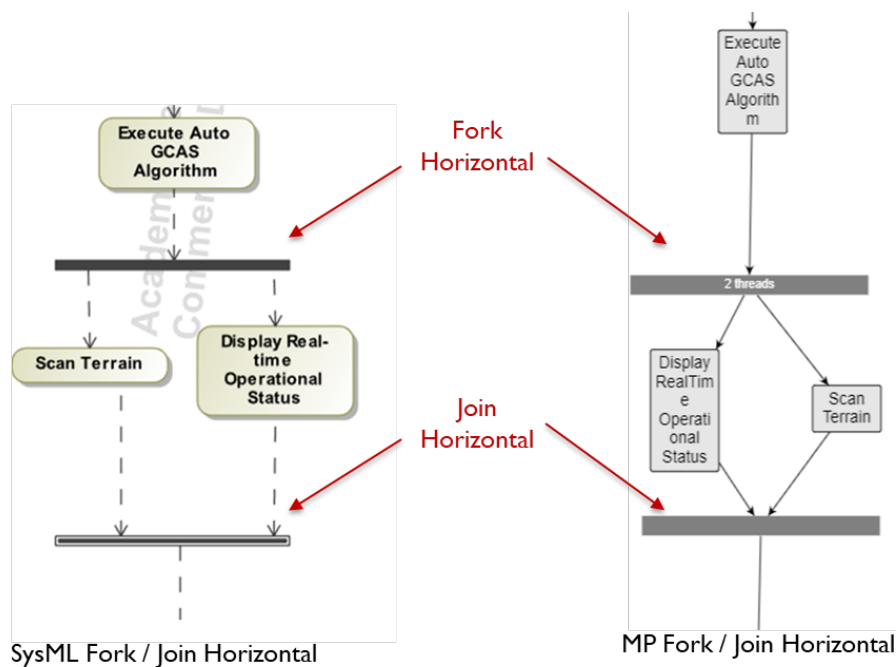 Execute Auto
GCAS
Algorithm
Scan Terrain
Display Real-
time
Operational
Status
SysML Fork / Join Horizontal
Fork
Horizontal
Join
Horizontal
Execute
Auto
GCAS
Algorith
m
2 threads
Display
RealTim
e
Operati
onal
Status
Scan
Terrain
MP Fork / Join Horizontal